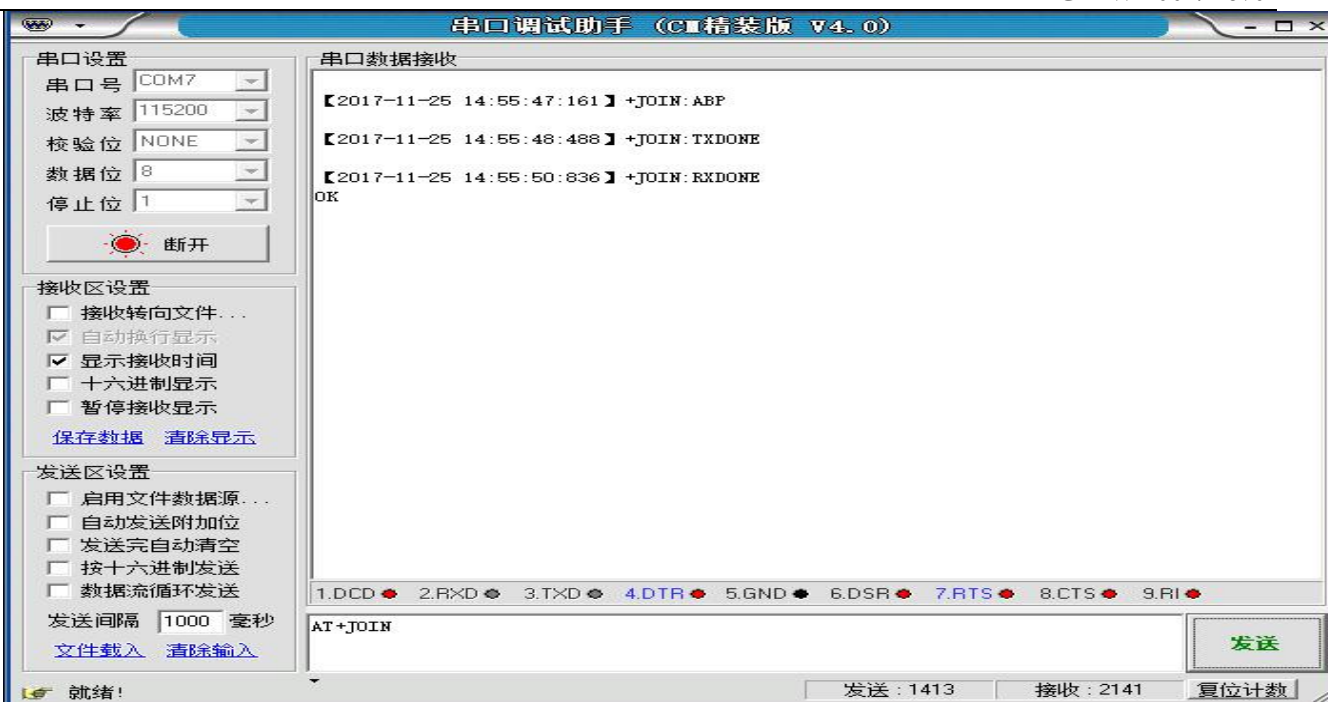 串口调试助手 (CM精装版 V4.0)
串口设置
串口号 COM7
波特率 115200
校验位 NONE
数据位 8
停止位 1
断开
接收区设置
接收转向文件...
自动换行显示
显示接收时间
十六进制显示
暂停接收显示
保存数据 清除显示
发送区设置
启用文件数据源...
自动发送附加位
发送完自动清空
按十六进制发送
数据流循环发送
发送间隔 1000 毫秒
文件载入 清除输入
串口数据接收
【2017-11-25 14:55:47:161】+JOIN:ABP
【2017-11-25 14:55:48:488】+JOIN:TXDONE
【2017-11-25 14:55:50:836】+JOIN:RXDONE
OK
1.DCD 2.RXD 3.TXD 4.DTR 5.GND 6.DSR 7.RTS 8.CTS 9.RI
AT+JOIN
发送
就绪!
发送:1413 接收:2141 复位计数